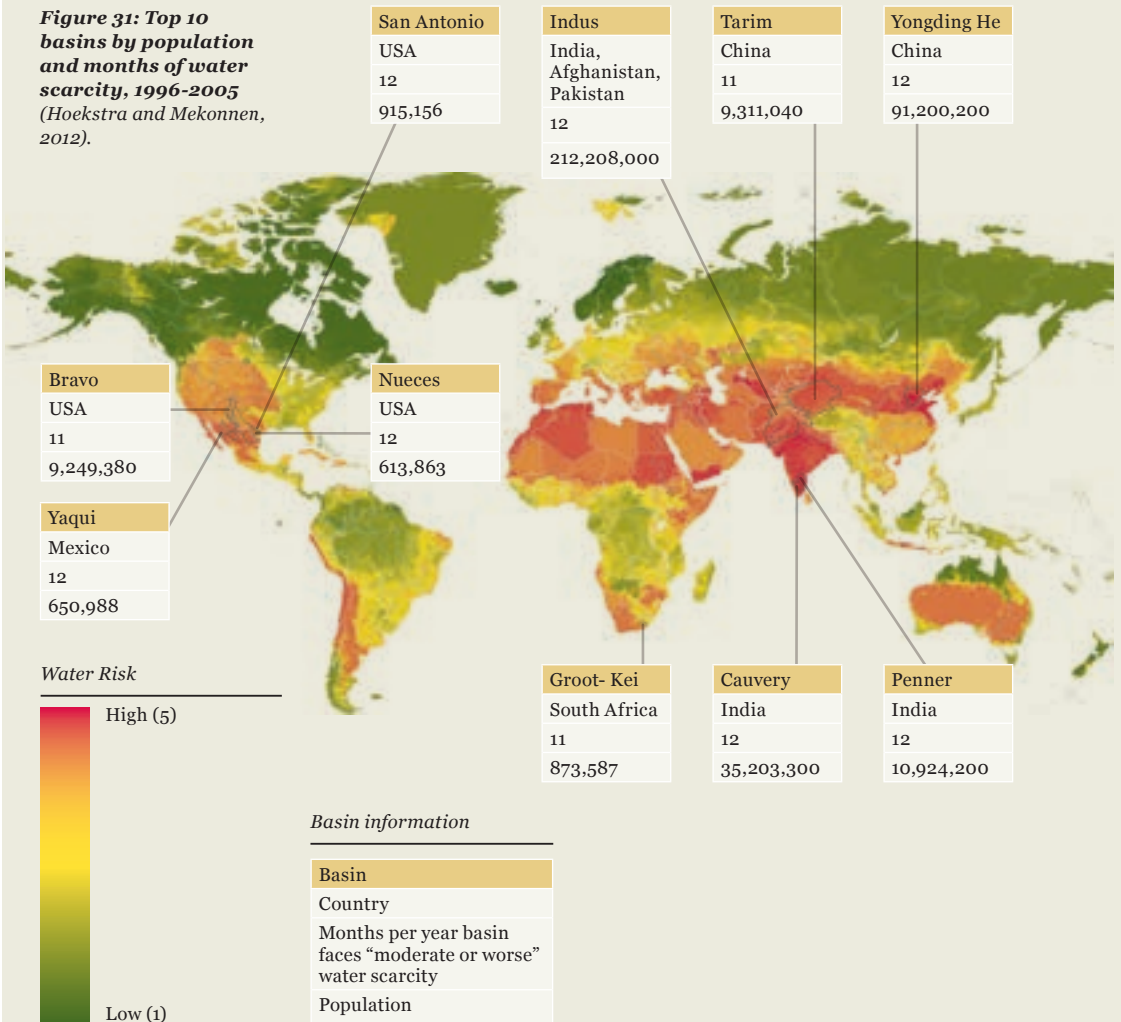 Figure 31: Top 10
basins by population
and months of water
scarcity, 1996-2005
(Hoekstra and Mekonnen,
2012).
San Antonio
USA
12
915,156
Indus
India,
Afghanistan,
Pakistan
12
212,208,000
Tarim
China
11
9,311,040
Yongding He
China
12
91,200,200
Bravo
USA
11
9,249,380
Nueces
USA
12
613,863
Yaqui
Mexico
12
650,988
Groot- Kei
South Africa
11
873,587
Cauvery
India
12
35,203,300
Penner
India
12
10,924,200
Water Risk
High (5)
Low (1)
Basin information
Basin
Country
Months per year basin
faces “moderate or worse”
water scarcity
Population